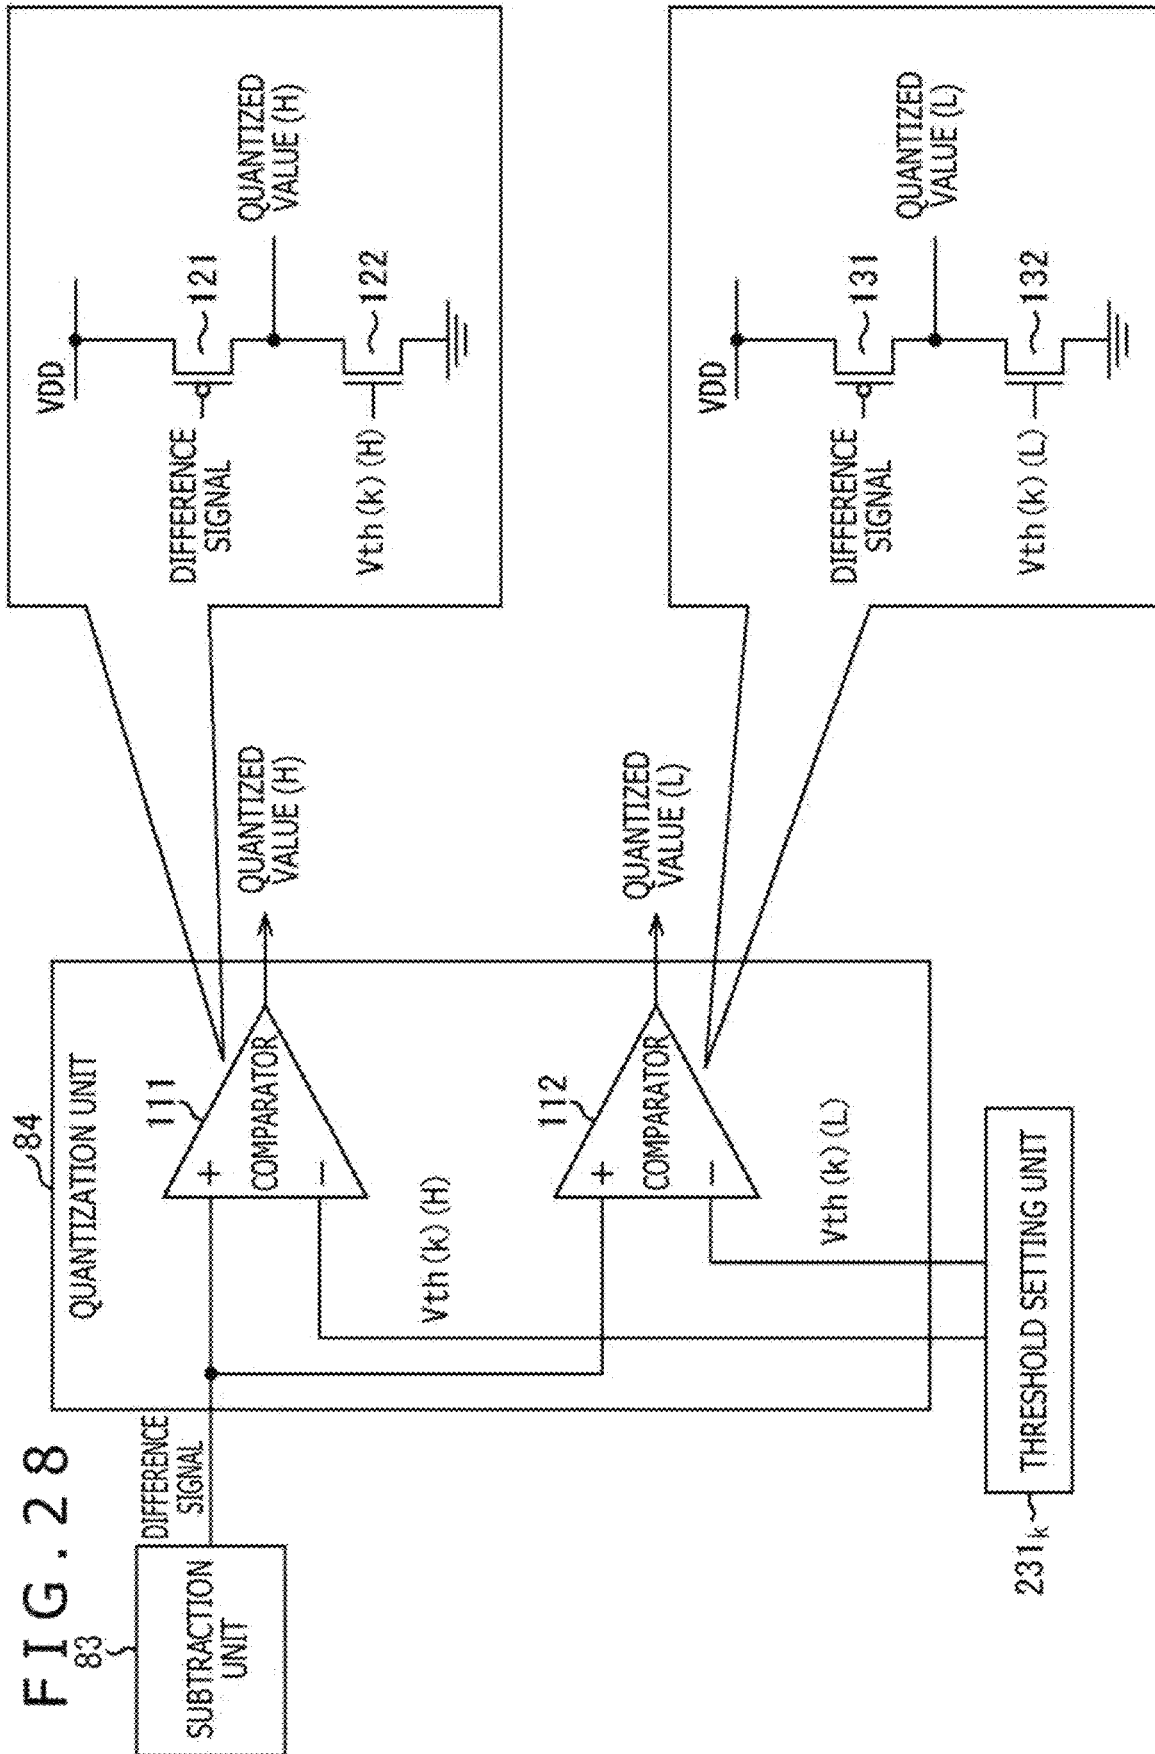 FIG. 28
83
SUBTRACTION
UNIT
DIFFERENCE
SIGNAL
84
QUANTIZATION UNIT
111
+
COMPARATOR
−
Vth (k) (H)
112
+
COMPARATOR
−
Vth (k) (L)
QUANTIZED
VALUE (H)
QUANTIZED
VALUE (L)
231k
THRESHOLD SETTING UNIT
VDD
DIFFERENCE
SIGNAL
121
QUANTIZED
VALUE (H)
Vth (k) (H)
122
VDD
DIFFERENCE
SIGNAL
131
QUANTIZED
VALUE (L)
Vth (k) (L)
132